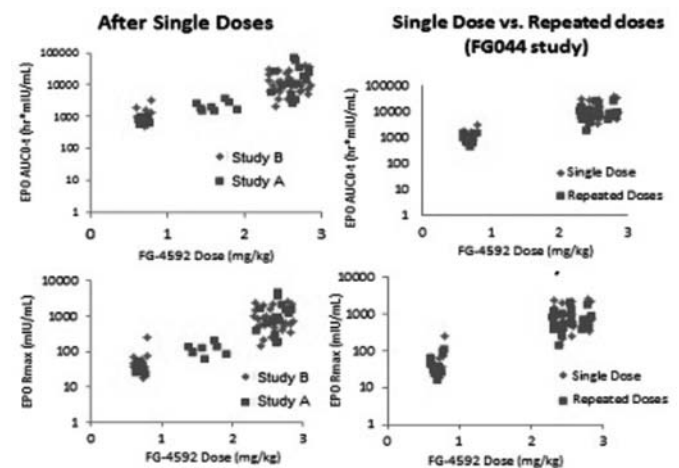 After Single Doses
EPO AUC0-t (hr*mIU/mL)
100000
10000
1000
100
10
1
Study B
Study A
0 1 2 3
FG-4592 Dose (mg/kg)
Single Dose vs. Repeated doses
(FG044 study)
EPO AUC0-t (hr*mIU/mL)
100000
10000
1000
100
10
1
Single Dose
Repeated Doses
0 1 2 3
FG-4592 Dose (mg/kg)
EPO Rmax (mIU/mL)
10000
1000
100
10
1
Study B
Study A
0 1 2 3
FG-4592 Dose (mg/kg)
EPO Rmax (mIU/mL)
10000
1000
100
10
1
Single Dose
Repeated Doses
0 1 2 3
FG-4592 Dose (mg/kg)